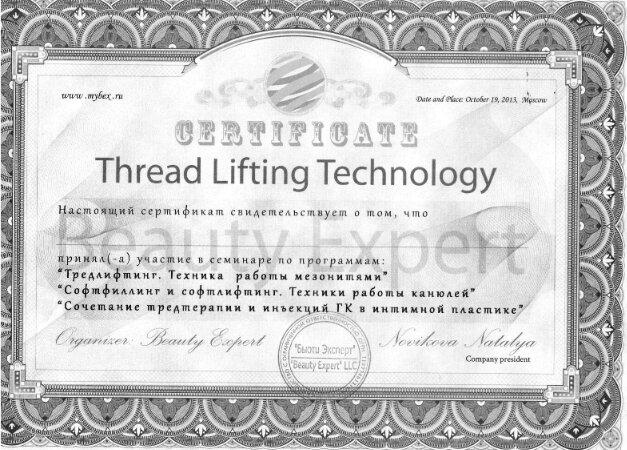 www.mybex.ru
Date and Place: October 19, 2013, Moscow
CERTIFICATE
Thread Lifting Technology
Настоящий сертификат свидетельствует о том, что
Beauty Expert
принял(-а) участие в семинаре по программам:
“Тредлифтинг. Техника работы мезонитями”
“Софтфиллинг и софтлифтинг. Техники работы канюлей”
“Сочетание тредтерапии и инъекций ГК в интимной пластике”
Organizer: Beauty Expert
Novikova Natalya
Company president
"Бьюти Эксперт"
"Beauty Expert" LLC